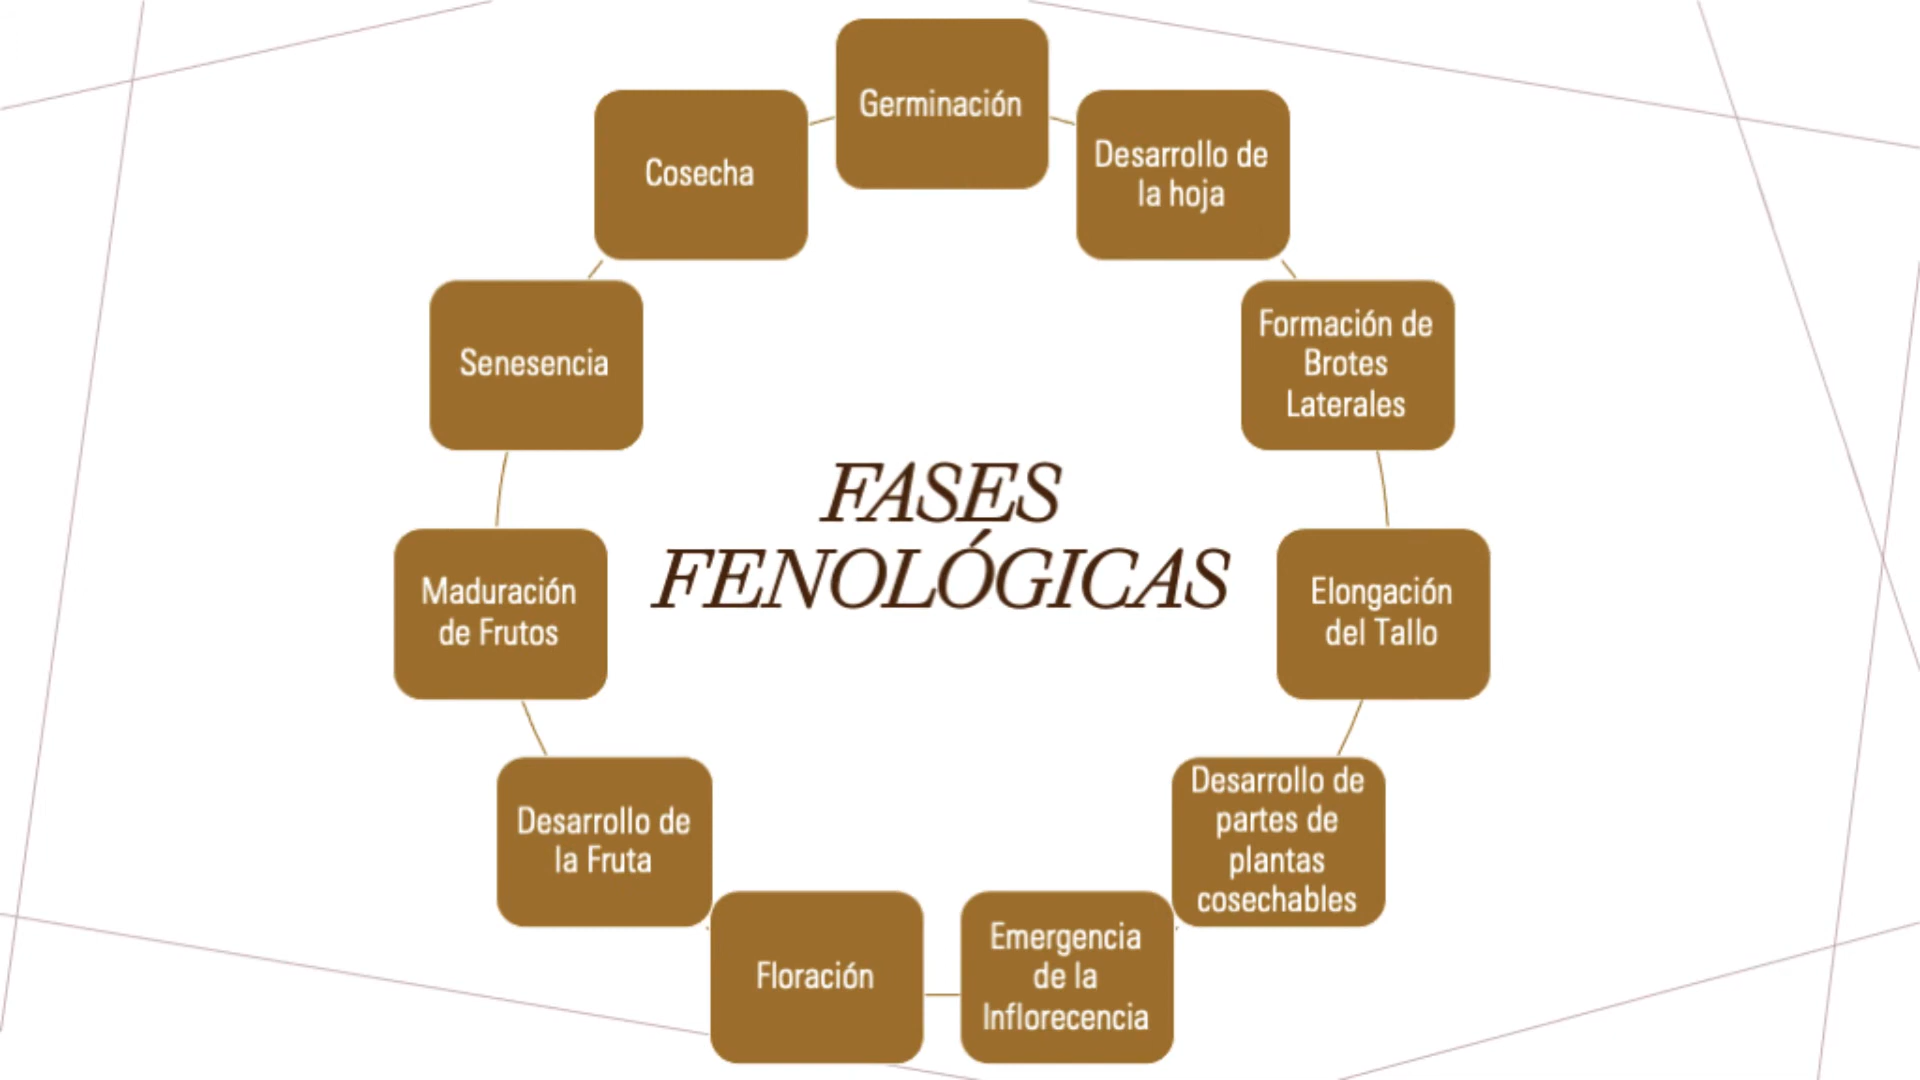 Germinación
Desarrollo de
la hoja
Formación de
Brotes
Laterales
Elongación
del Tallo
Desarrollo de
partes de
plantas
cosechables
Emergencia
de la
Inflorecencia
Floración
Desarrollo de
la Fruta
Maduración
de Frutos
Senesencia
Cosecha
FASES
FENOLÓGICAS